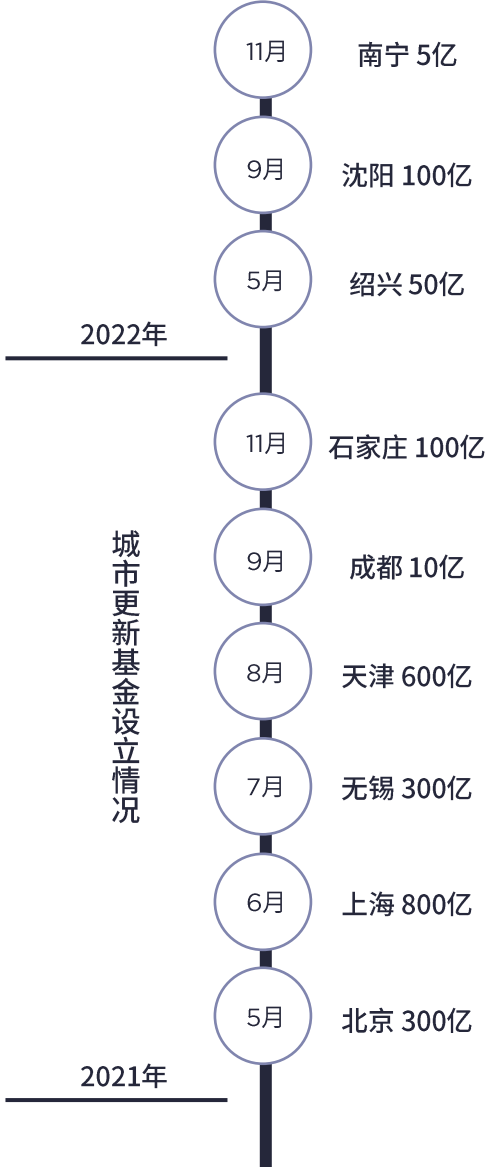 11月 南宁 5亿
9月 沈阳 100亿
5月 绍兴 50亿
2022年
11月 石家庄 100亿
9月 成都 10亿
8月 天津 600亿
7月 无锡 300亿
6月 上海 800亿
5月 北京 300亿
2021年
城市更新基金设立情况